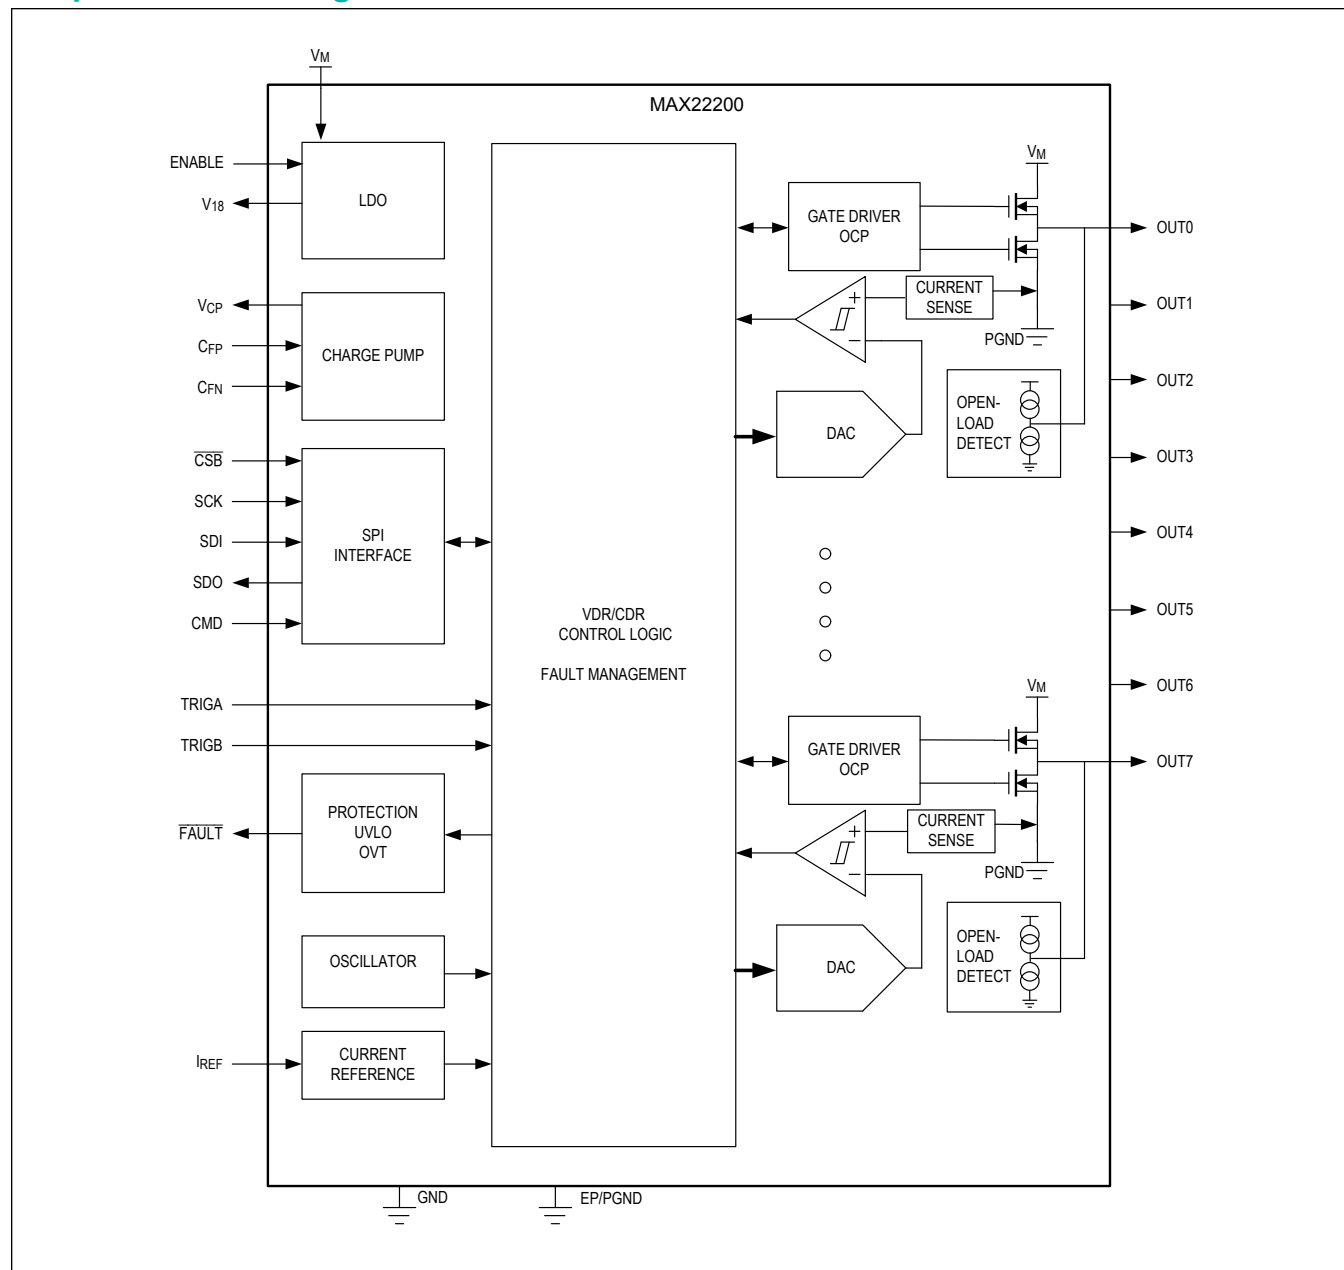 VM
MAX22200
ENABLE
V18
LDO
VCP
CFP
CFN
CHARGE PUMP
CSB
SCK
SDI
SDO
CMD
SPI
INTERFACE
TRIGA
TRIGB
FAULT
PROTECTION
UVLO
OVT
OSCILLATOR
IREF
CURRENT
REFERENCE
VDR/CDR
CONTROL LOGIC
FAULT MANAGEMENT
VM
GATE DRIVER
OCP
CURRENT
SENSE
+
−
PGND
DAC
OPEN-
LOAD
DETECT
OUT0
OUT1
OUT2
OUT3
OUT4
OUT5
OUT6
OUT7
VM
GATE DRIVER
OCP
CURRENT
SENSE
+
−
PGND
DAC
OPEN-
LOAD
DETECT
GND
EP/PGND